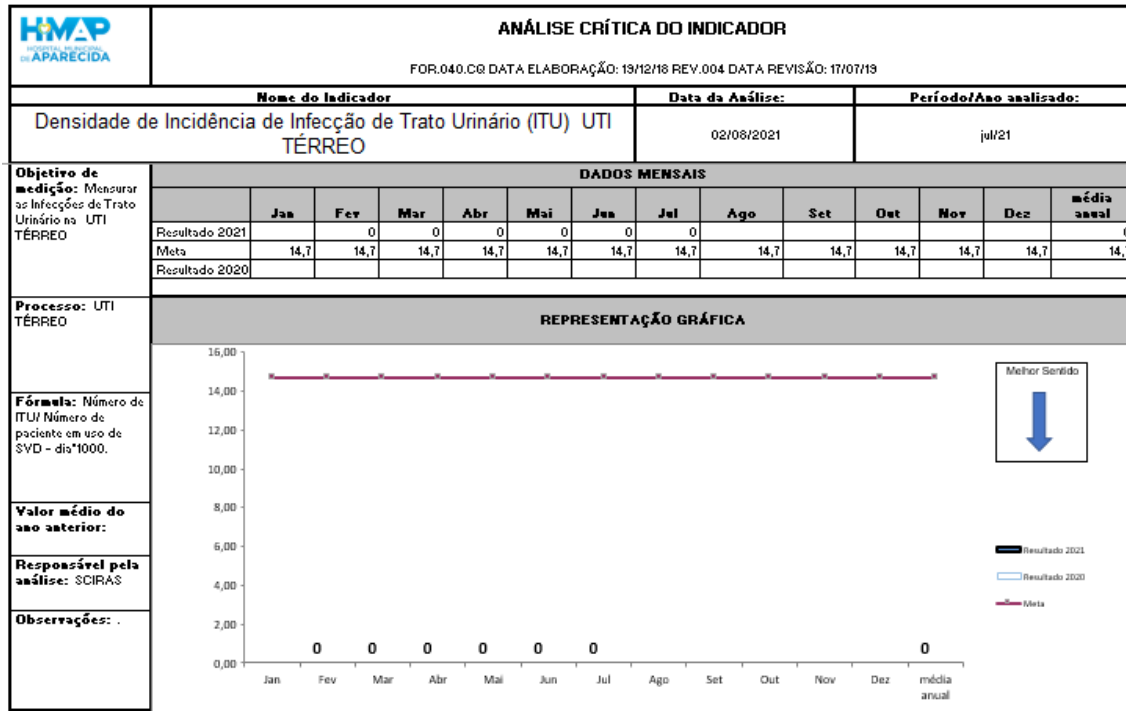 HMAP
HOSPITAL MUNICIPAL
DE APARECIDA
ANÁLISE CRÍTICA DO INDICADOR
FOR.040.CQ DATA ELABORAÇÃO: 19/12/18 REV.004 DATA REVISÃO: 17/07/19
Nome do Indicador Data da Análise: Período/Ano analisado:
Densidade de Incidência de Infecção de Trato Urinário (ITU) UTI
TÉRREO
02/08/2021 jul/21
Objetivo de
medição: Mensurar
as Infecções de Trato
Urinário na UTI
TÉRREO
DADOS MENSAIS
Jan Fev Mar Abr Mai Jun Jul Ago Set Out Nov Dez média
anual
Resultado 2021 0 0 0 0 0 0 0
Meta 14,7 14,7 14,7 14,7 14,7 14,7 14,7 14,7 14,7 14,7 14,7 14,7 14,
Resultado 2020
Processo: UTI
TÉRREO
Fórmula: Número de
ITU/ Número de
paciente em uso de
SVD - dia*1000.
Valor médio do
ano anterior:
Responsável pela
análise: SCIRAS
Observações: .
REPRESENTAÇÃO GRÁFICA
16,00
14,00
12,00
10,00
8,00
6,00
4,00
2,00
0,00
0 0 0 0 0 0 0
Jan Fev Mar Abr Mai Jun Jul Ago Set Out Nov Dez média
anual
Melhor Sentido
Resultado 2021
Resultado 2020
Meta